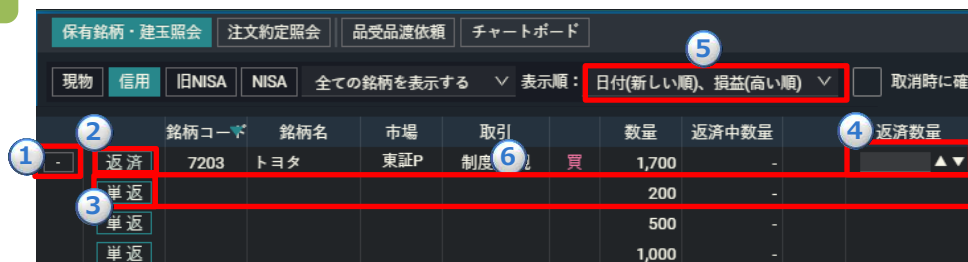 保有銘柄・建玉照会 注文約定照会 品受品渡依頼 チャートボード
5
現物 信用 旧NISA NISA 全ての銘柄を表示する 表示順： 日付(新しい順)、損益(高い順) 取消時に確
2 銘柄コード 銘柄名 市場 取引 数量 返済中数量 4 返済数量
1 - 返済 7203 トヨタ 東証P 制度 6 買 1,700 - ▲▼
3 単返 200 -
単返 500 -
単返 1,000 -